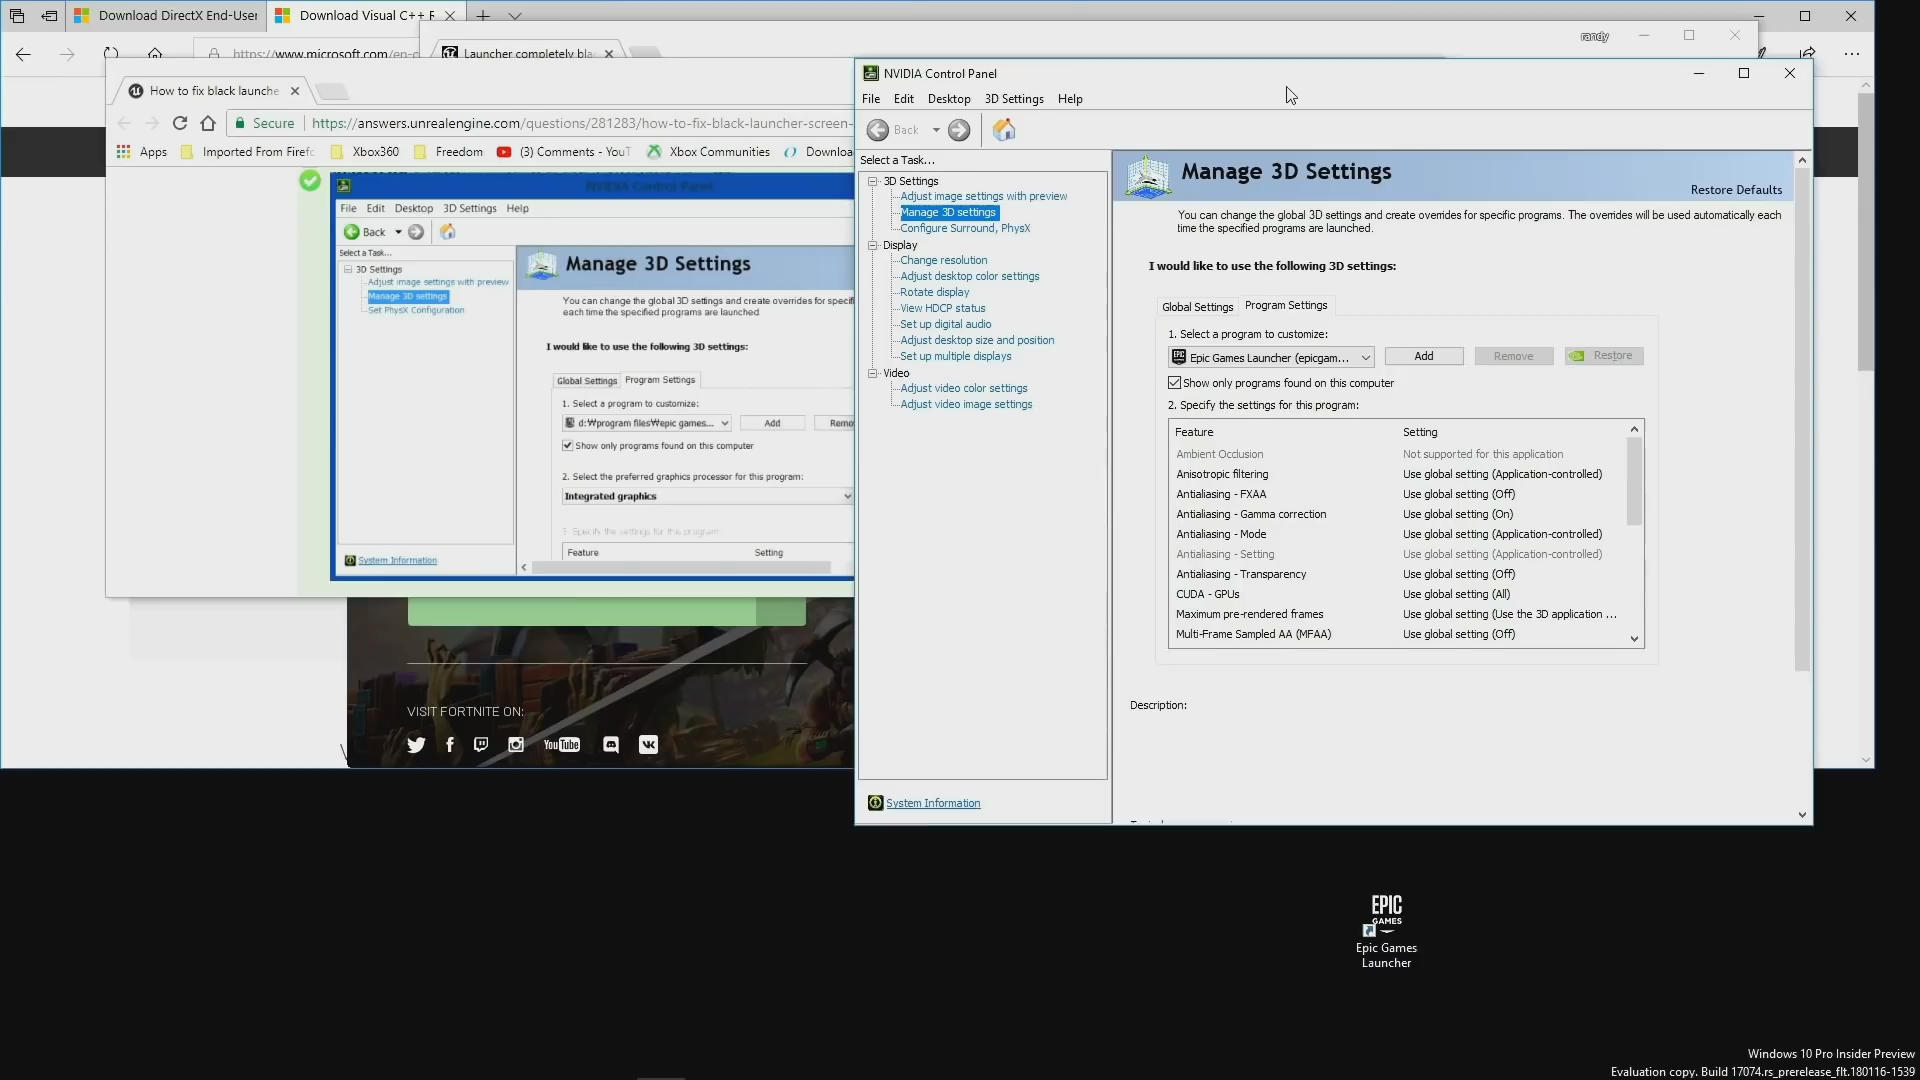 Download DirectX End-User
Download Visual C++ F
https://www.microsoft.com/en-c
Launcher completely bla
randy
How to fix black launche
Secure
https://answers.unrealengine.com/questions/281283/how-to-fix-black-launcher-screen-
Apps
Imported From Firefo
Xbox360
Freedom
(3) Comments - YouT
Xbox Communities
Downloa
NVIDIA Control Panel
File Edit Desktop 3D Settings Help
Back
Select a Task...
3D Settings
Adjust image settings with preview
Manage 3D settings
Set PhysX Configuration
System Information
Manage 3D Settings
You can change the global 3D settings and create overrides for specif
each time the specified programs are launched.
I would like to use the following 3D settings:
Global Settings Program Settings
1. Select a program to customize:
d:₩program files₩epic games...
Add
Remo
Show only programs found on this computer
2. Select the preferred graphics processor for this program:
Integrated graphics
3. Specify the settings for this program:
Feature Setting
VISIT FORTNITE ON:
You Tube
NVIDIA Control Panel
File Edit Desktop 3D Settings Help
Back
Select a Task...
3D Settings
Adjust image settings with preview
Manage 3D settings
Configure Surround, PhysX
Display
Change resolution
Adjust desktop color settings
Rotate display
View HDCP status
Set up digital audio
Adjust desktop size and position
Set up multiple displays
Video
Adjust video color settings
Adjust video image settings
System Information
Manage 3D Settings
Restore Defaults
You can change the global 3D settings and create overrides for specific programs. The overrides will be used automatically each
time the specified programs are launched.
I would like to use the following 3D settings:
Global Settings Program Settings
1. Select a program to customize:
Epic Games Launcher (epicgam...
Add
Remove
Restore
Show only programs found on this computer
2. Specify the settings for this program:
Feature Setting
Ambient Occlusion Not supported for this application
Anisotropic filtering Use global setting (Application-controlled)
Antialiasing - FXAA Use global setting (Off)
Antialiasing - Gamma correction Use global setting (On)
Antialiasing - Mode Use global setting (Application-controlled)
Antialiasing - Setting Use global setting (Application-controlled)
Antialiasing - Transparency Use global setting (Off)
CUDA - GPUs Use global setting (All)
Maximum pre-rendered frames Use global setting (Use the 3D application ...
Multi-Frame Sampled AA (MFAA) Use global setting (Off)
Description:
EPIC
GAMES
Epic Games
Launcher
Windows 10 Pro Insider Preview
Evaluation copy. Build 17074.rs_prerelease_flt.180116-1539